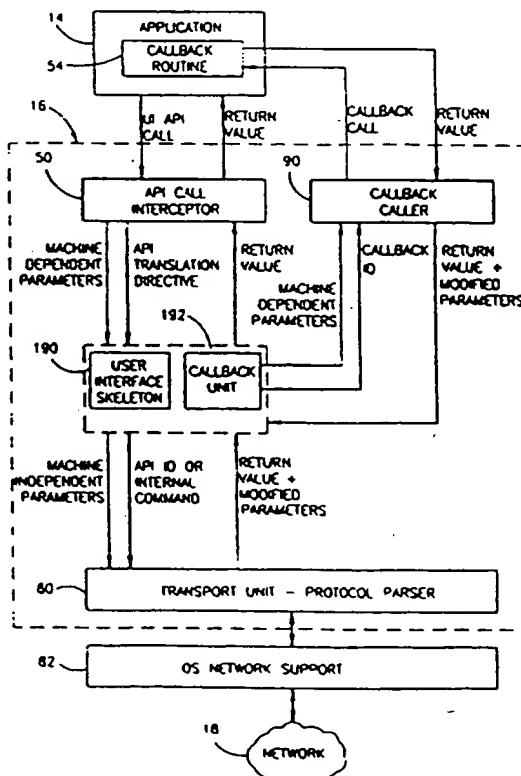 14
APPLICATION
54
CALLBACK
ROUTINE
16
UI API
CALL
RETURN
VALUE
CALLBACK
CALL
RETURN
VALUE
50
API CALL
INTERCEPTOR
90
CALLBACK
CALLER
MACHINE
DEPENDENT
PARAMETERS
API
TRANSLATION
DIRECTIVE
RETURN
VALUE
MACHINE
DEPENDENT
PARAMETERS
CALLBACK
ID
RETURN
VALUE +
MODIFIED
PARAMETERS
192
190
USER
INTERFACE
SKELETON
CALLBACK
UNIT
MACHINE
INDEPENDENT
PARAMETERS
API ID OR
INTERNAL
COMMAND
RETURN
VALUE +
MODIFIED
PARAMETERS
60
TRANSPORT UNIT - PROTOCOL PARSER
62
OS NETWORK SUPPORT
18
NETWORK